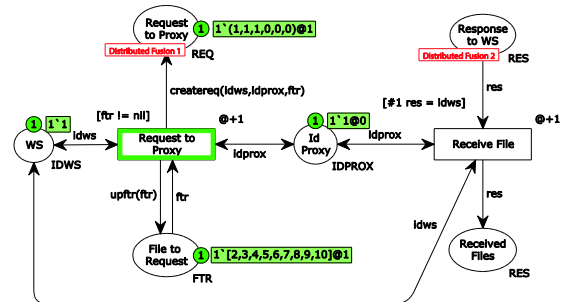 Request
to Proxy
1
1`(1,1,1,0,0,0)@1
Distributed Fusion 1
REQ
Response
to WS
Distributed Fusion 2
RES
createreq(idws,idprox,ftr)
res
[ftr != nil]
@+1
[#1 res = idws]
@+1
1
1`1
WS
IDWS
idws
Request to
Proxy
idprox
1
1`1@0
Id
Proxy
IDPROX
idprox
Receive File
upftr(ftr)
ftr
idws
res
File to
Request
1
1`[2,3,4,5,6,7,8,9,10]@1
FTR
Received
Files
RES